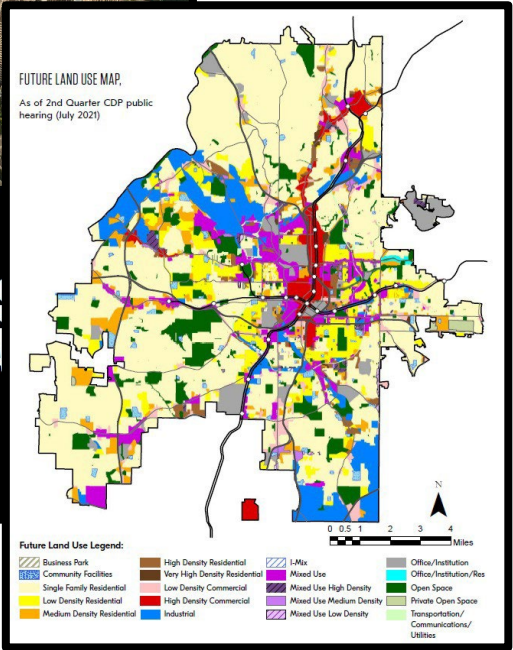 FUTURE LAND USE MAP,
As of 2nd Quarter CDP public
hearing (July 2021)
N
0 0.5 1 2 3 4
Miles
Future Land Use Legend:
Business Park
Community Facilities
Single Family Residential
Low Density Residential
Medium Density Residential
High Density Residential
Very High Density Residential
Low Density Commercial
High Density Commercial
Industrial
I-Mix
Mixed Use
Mixed Use High Density
Mixed Use Medium Density
Mixed Use Low Density
Office/Institution
Office/Institution/Res
Open Space
Private Open Space
Transportation/
Communications/
Utilities